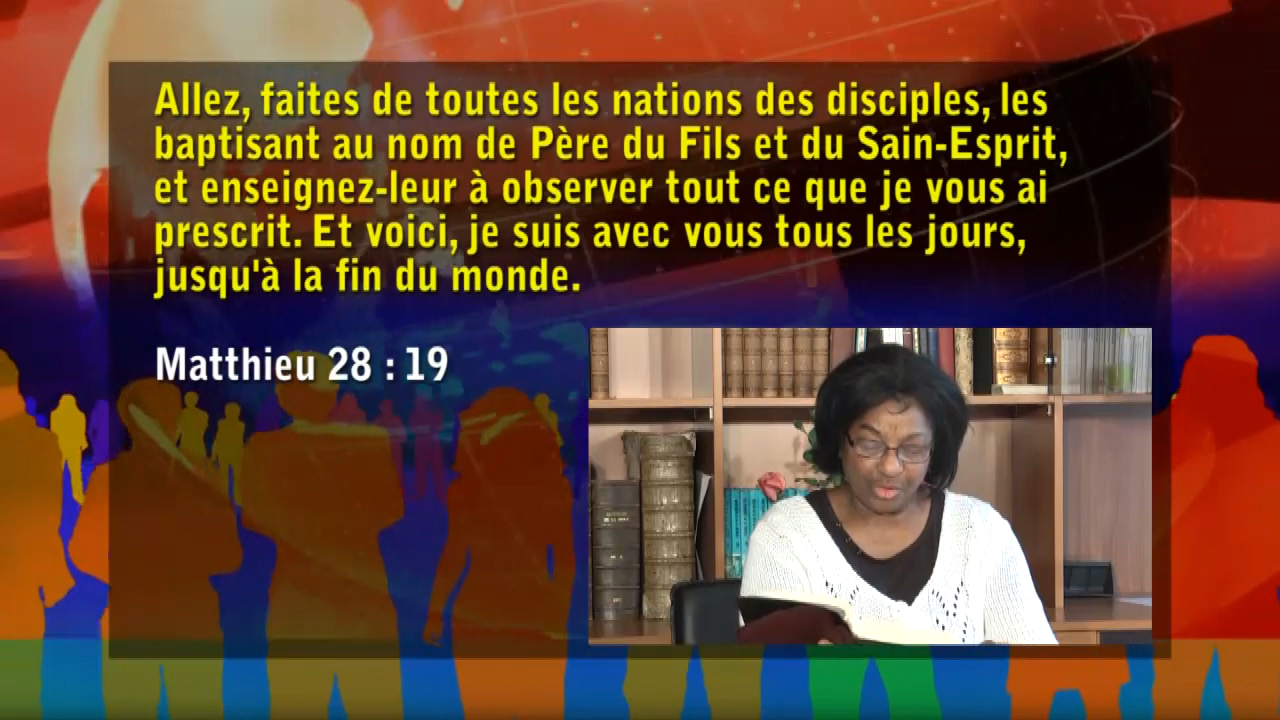 Allez, faites de toutes les nations des disciples, les
baptisant au nom de Père du Fils et du Sain-Esprit,
et enseignez-leur à observer tout ce que je vous ai
prescrit. Et voici, je suis avec vous tous les jours,
jusqu'à la fin du monde.
Matthieu 28 : 19